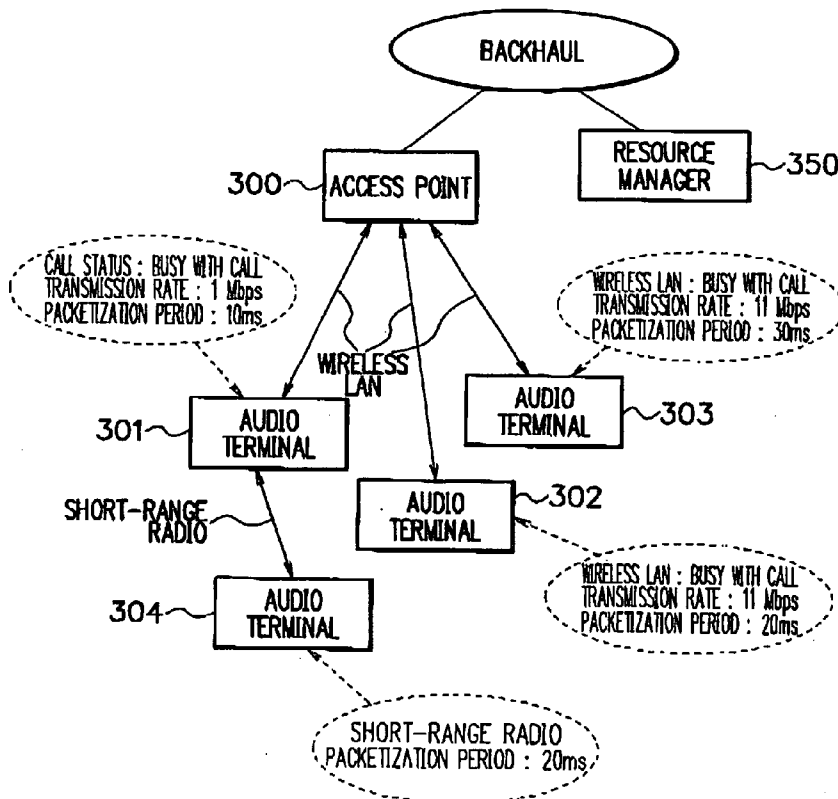 BACKHAUL
300
ACCESS POINT
RESOURCE
MANAGER
350
CALL STATUS : BUSY WITH CALL
TRANSMISSION RATE : 1 Mbps
PACKETIZATION PERIOD : 10ms
WIRELESS LAN : BUSY WITH CALL
TRANSMISSION RATE : 11 Mbps
PACKETIZATION PERIOD : 30ms
WIRELESS
LAN
301
AUDIO
TERMINAL
AUDIO
TERMINAL
303
SHORT-RANGE
RADIO
AUDIO
TERMINAL
302
304
AUDIO
TERMINAL
WIRELESS LAN : BUSY WITH CALL
TRANSMISSION RATE : 11 Mbps
PACKETIZATION PERIOD : 20ms
SHORT-RANGE RADIO
PACKETIZATION PERIOD : 20ms